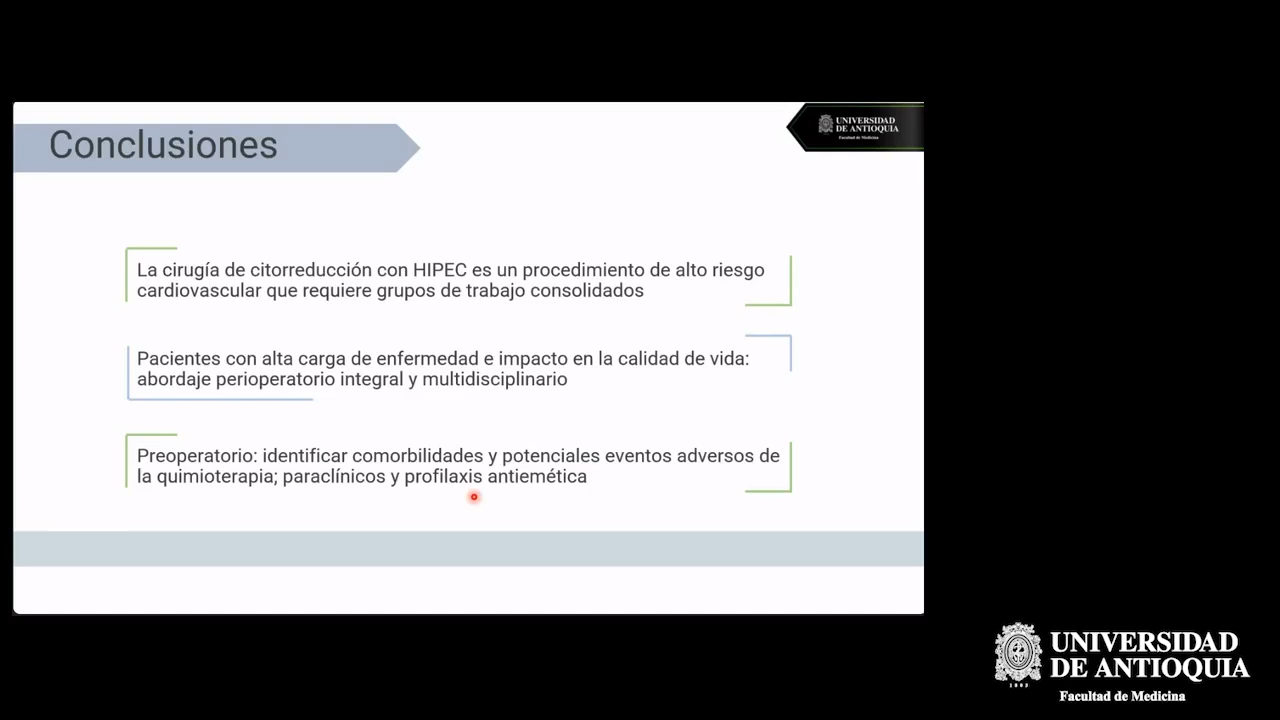 Conclusiones
UNIVERSIDAD
DE ANTIOQUIA
Facultad de Medicina
La cirugía de citorreducción con HIPEC es un procedimiento de alto riesgo
cardiovascular que requiere grupos de trabajo consolidados
Pacientes con alta carga de enfermedad e impacto en la calidad de vida:
abordaje perioperatorio integral y multidisciplinario
Preoperatorio: identificar comorbilidades y potenciales eventos adversos de
la quimioterapia; paraclínicos y profilaxis antiemética
UNIVERSIDAD
DE ANTIOQUIA
1803
Facultad de Medicina